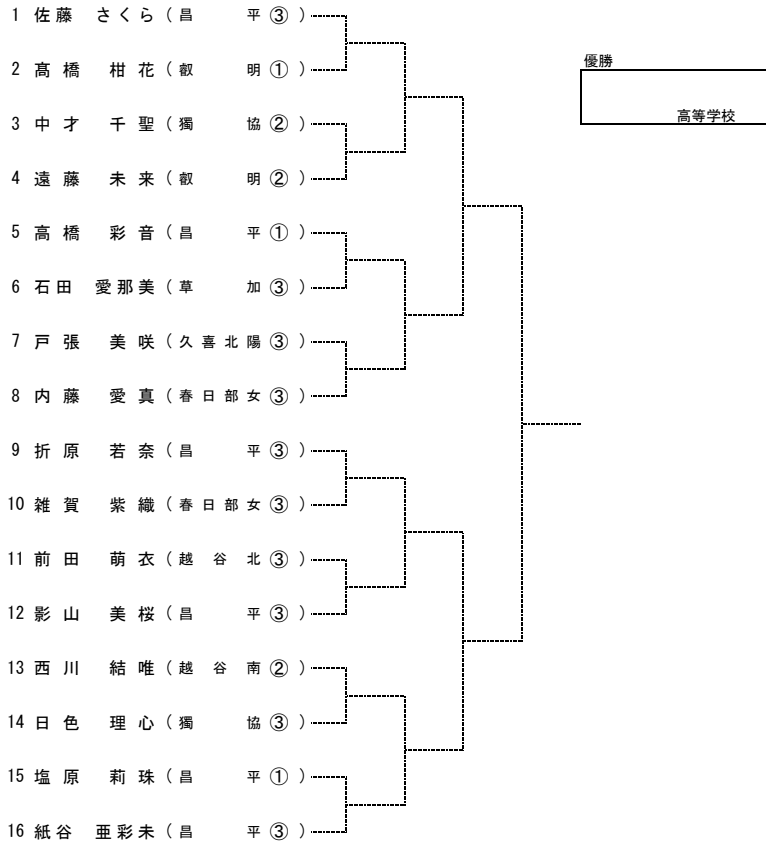 1 佐藤 さくら ( 昌 平 ③ )
優勝
2 髙橋 柑花 ( 叡 明 ① )
高等学校
3 中才 千聖 ( 獨 協 ② )
4 遠藤 未来 ( 叡 明 ② )
5 高橋 彩音 ( 昌 平 ① )
6 石田 愛那美 ( 草 加 ③ )
7 戸張 美咲 ( 久喜北陽 ③ )
8 内藤 愛真 ( 春日部女 ③ )
9 折原 若奈 ( 昌 平 ③ )
10 雑賀 紫織 ( 春日部女 ③ )
11 前田 萌衣 ( 越 谷 北 ③ )
12 影山 美桜 ( 昌 平 ③ )
13 西川 結唯 ( 越 谷 南 ② )
14 日色 理心 ( 獨 協 ③ )
15 塩原 莉珠 ( 昌 平 ① )
16 紙谷 亜彩未 ( 昌 平 ③ )